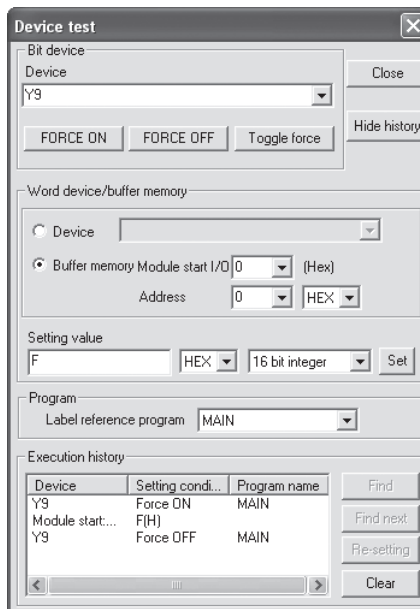 Device test
Bit device
Device
Y9
Close
FORCE ON FORCE OFF Toggle force
Hide history
Word device/buffer memory
Device
Buffer memory Module start I/O 0 (Hex)
Address 0 HEX
Setting value
F HEX 16 bit integer Set
Program
Label reference program MAIN
Execution history
Device Setting condi... Program name
Y9 Force ON MAIN
Module start:... F(H)
Y9 Force OFF MAIN
Find
Find next
Re-setting
Clear